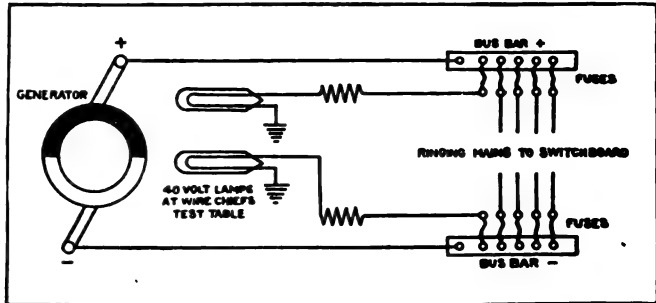 +
BUS BAR +
FUSES
GENERATOR
RINGING MAINS TO SWITCHBOARD
40 VOLT LAMPS
AT WIRE CHIEFS
TEST TABLE
FUSES
−
BUS BAR −